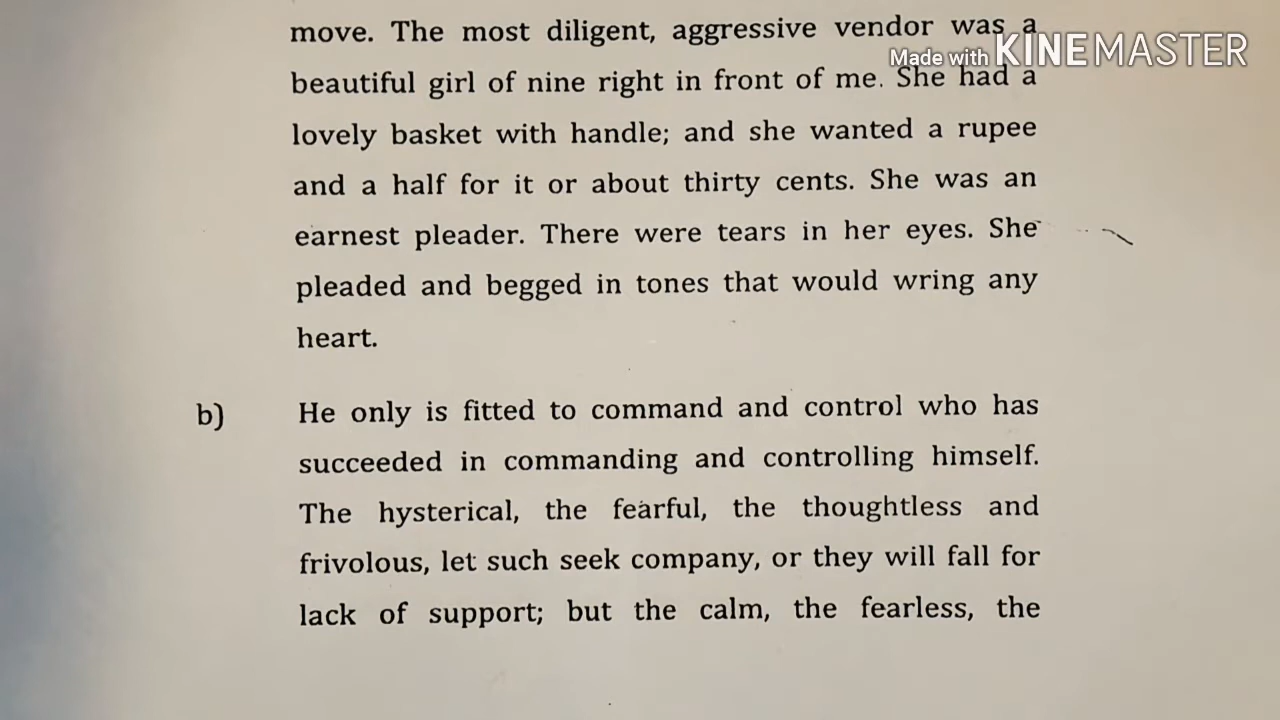 move. The most diligent, aggressive vendor was a
Made with KINEMASTER
beautiful girl of nine right in front of me. She had a
lovely basket with handle; and she wanted a rupee
and a half for it or about thirty cents. She was an
earnest pleader. There were tears in her eyes. She
pleaded and begged in tones that would wring any
heart.
b) He only is fitted to command and control who has
succeeded in commanding and controlling himself.
The hysterical, the fearful, the thoughtless and
frivolous, let such seek company, or they will fall for
lack of support; but the calm, the fearless, the